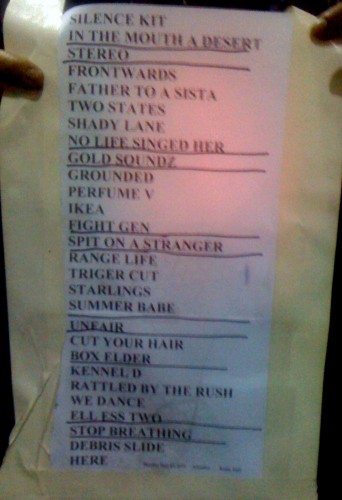 SILENCE KIT
IN THE MOUTH A DESERT
STEREO
FRONTWARDS
FATHER TO A SISTA
TWO STATES
SHADY LANE
NO LIFE SINGED HER
GOLD SOUNDZ
GROUNDED
PERFUME V
IKEA
FIGHT GEN
SPIT ON A STRANGER
RANGE LIFE
TRIGER CUT
STARLINGS
SUMMER BABE
UNFAIR
CUT YOUR HAIR
BOX ELDER
KENNEL D
RATTLED BY THE RUSH
WE DANCE
ELL ESS TWO
STOP BREATHING
DEBRIS SLIDE
HERE